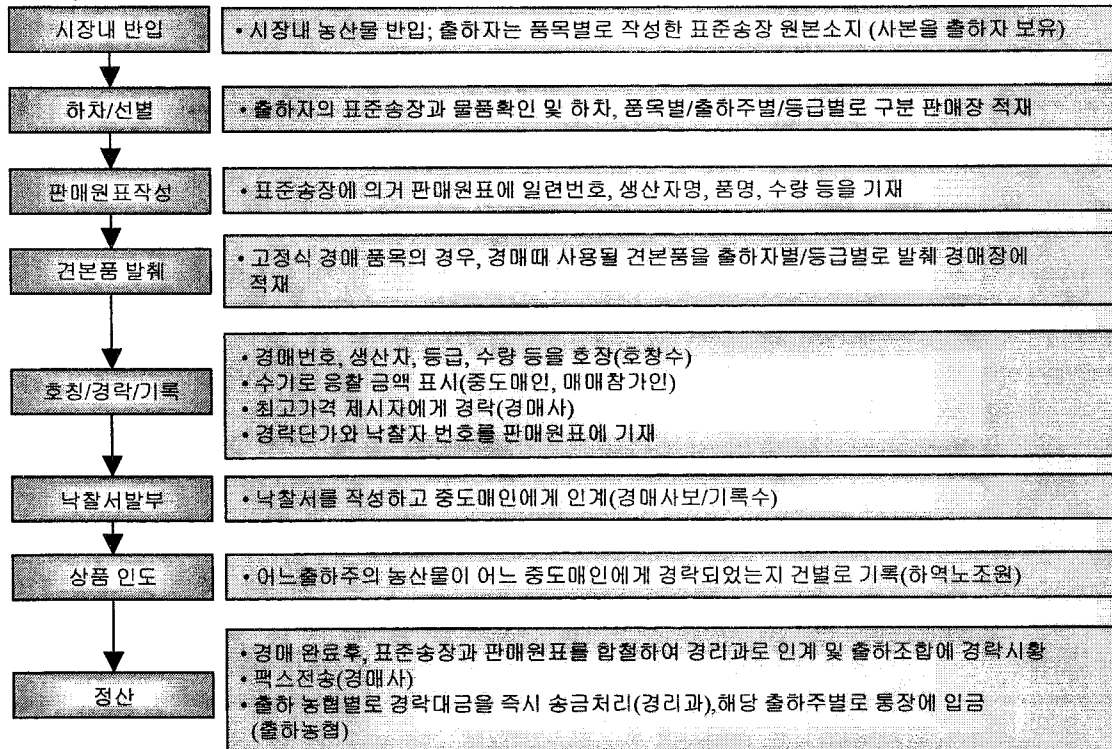 시장내 반입
• 시장내 농산물 반입; 출하자는 품목별로 작성한 표준송장 원본소지 (사본을 출하자 보유)
하차/선별
• 출하자의 표준송장과 물품확인 및 하차, 품목별/출하주별/등급별로 구분 판매장 적재
판매원표작성
• 표준송장에 의거 판매원표에 일련번호, 생산자명, 품명, 수량 등을 기재
견본품 발췌
• 고정식 경매 품목의 경우, 경매때 사용될 견본품을 출하자별/등급별로 발췌 경매장에
적재
호칭/경락/기록
• 경매번호, 생산자, 등급, 수량 등을 호장(호창수)
• 수기로 응찰 금액 표시(중도매인, 매매참가인)
• 최고가격 제시자에게 경락(경매사)
• 경락단가와 낙찰자 번호를 판매원표에 기재
낙찰서발부
• 낙찰서를 작성하고 중도매인에게 인계(경매사보/기록수)
상품 인도
• 어느출하주의 농산물이 어느 중도매인에게 경락되었는지 건별로 기록(하역노조원)
정산
• 경매 완료후, 표준송장과 판매원표를 합철하여 경리과로 인계 및 출하조합에 경락시황
• 팩스전송(경매사)
• 출하 농협별로 경락대금을 즉시 송금처리(경리과),해당 출하주별로 통장에 입금
(출하농협)